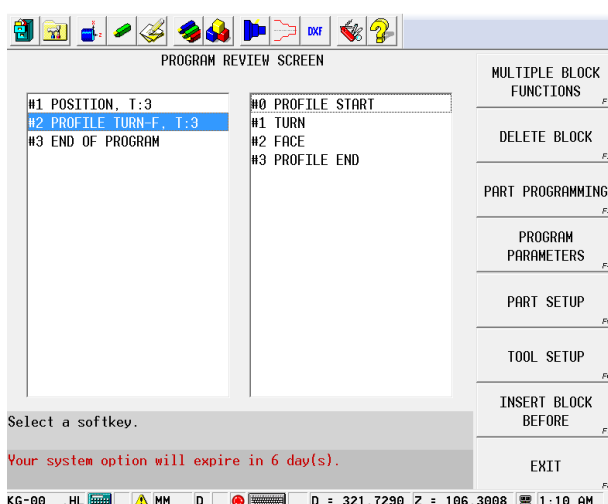 DXF
PROGRAM REVIEW SCREEN
#1 POSITION, T:3
#2 PROFILE TURN-F, T:3
#3 END OF PROGRAM
#0 PROFILE START
#1 TURN
#2 FACE
#3 PROFILE END
MULTIPLE BLOCK
FUNCTIONS
DELETE BLOCK
PART PROGRAMMING
PROGRAM
PARAMETERS
PART SETUP
TOOL SETUP
INSERT BLOCK
BEFORE
EXIT
Select a softkey.
Your system option will expire in 6 day(s).
KG-00 .HL MM D D = 321.7290 Z = 106.3008 1:10 AM